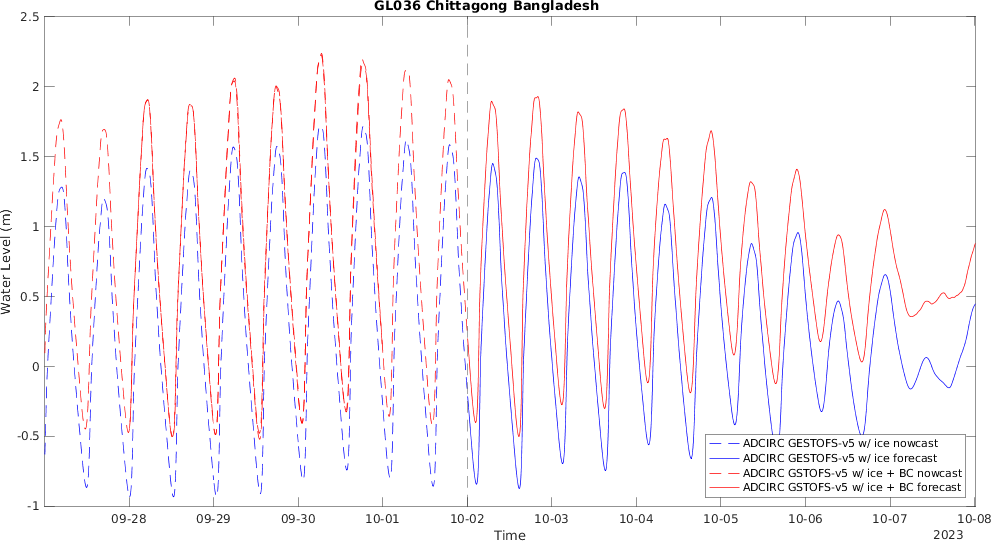 GL036 Chittagong Bangladesh
2.5
2
1.5
1
0.5
0
-0.5
-1
Water Level (m)
09-28 09-29 09-30 10-01 10-02 10-03 10-04 10-05 10-06 10-07 10-08
Time
2023
ADCIRC GESTOFS-v5 w/ ice nowcast
ADCIRC GESTOFS-v5 w/ ice forecast
ADCIRC GSTOFS-v5 w/ ice + BC nowcast
ADCIRC GSTOFS-v5 w/ ice + BC forecast